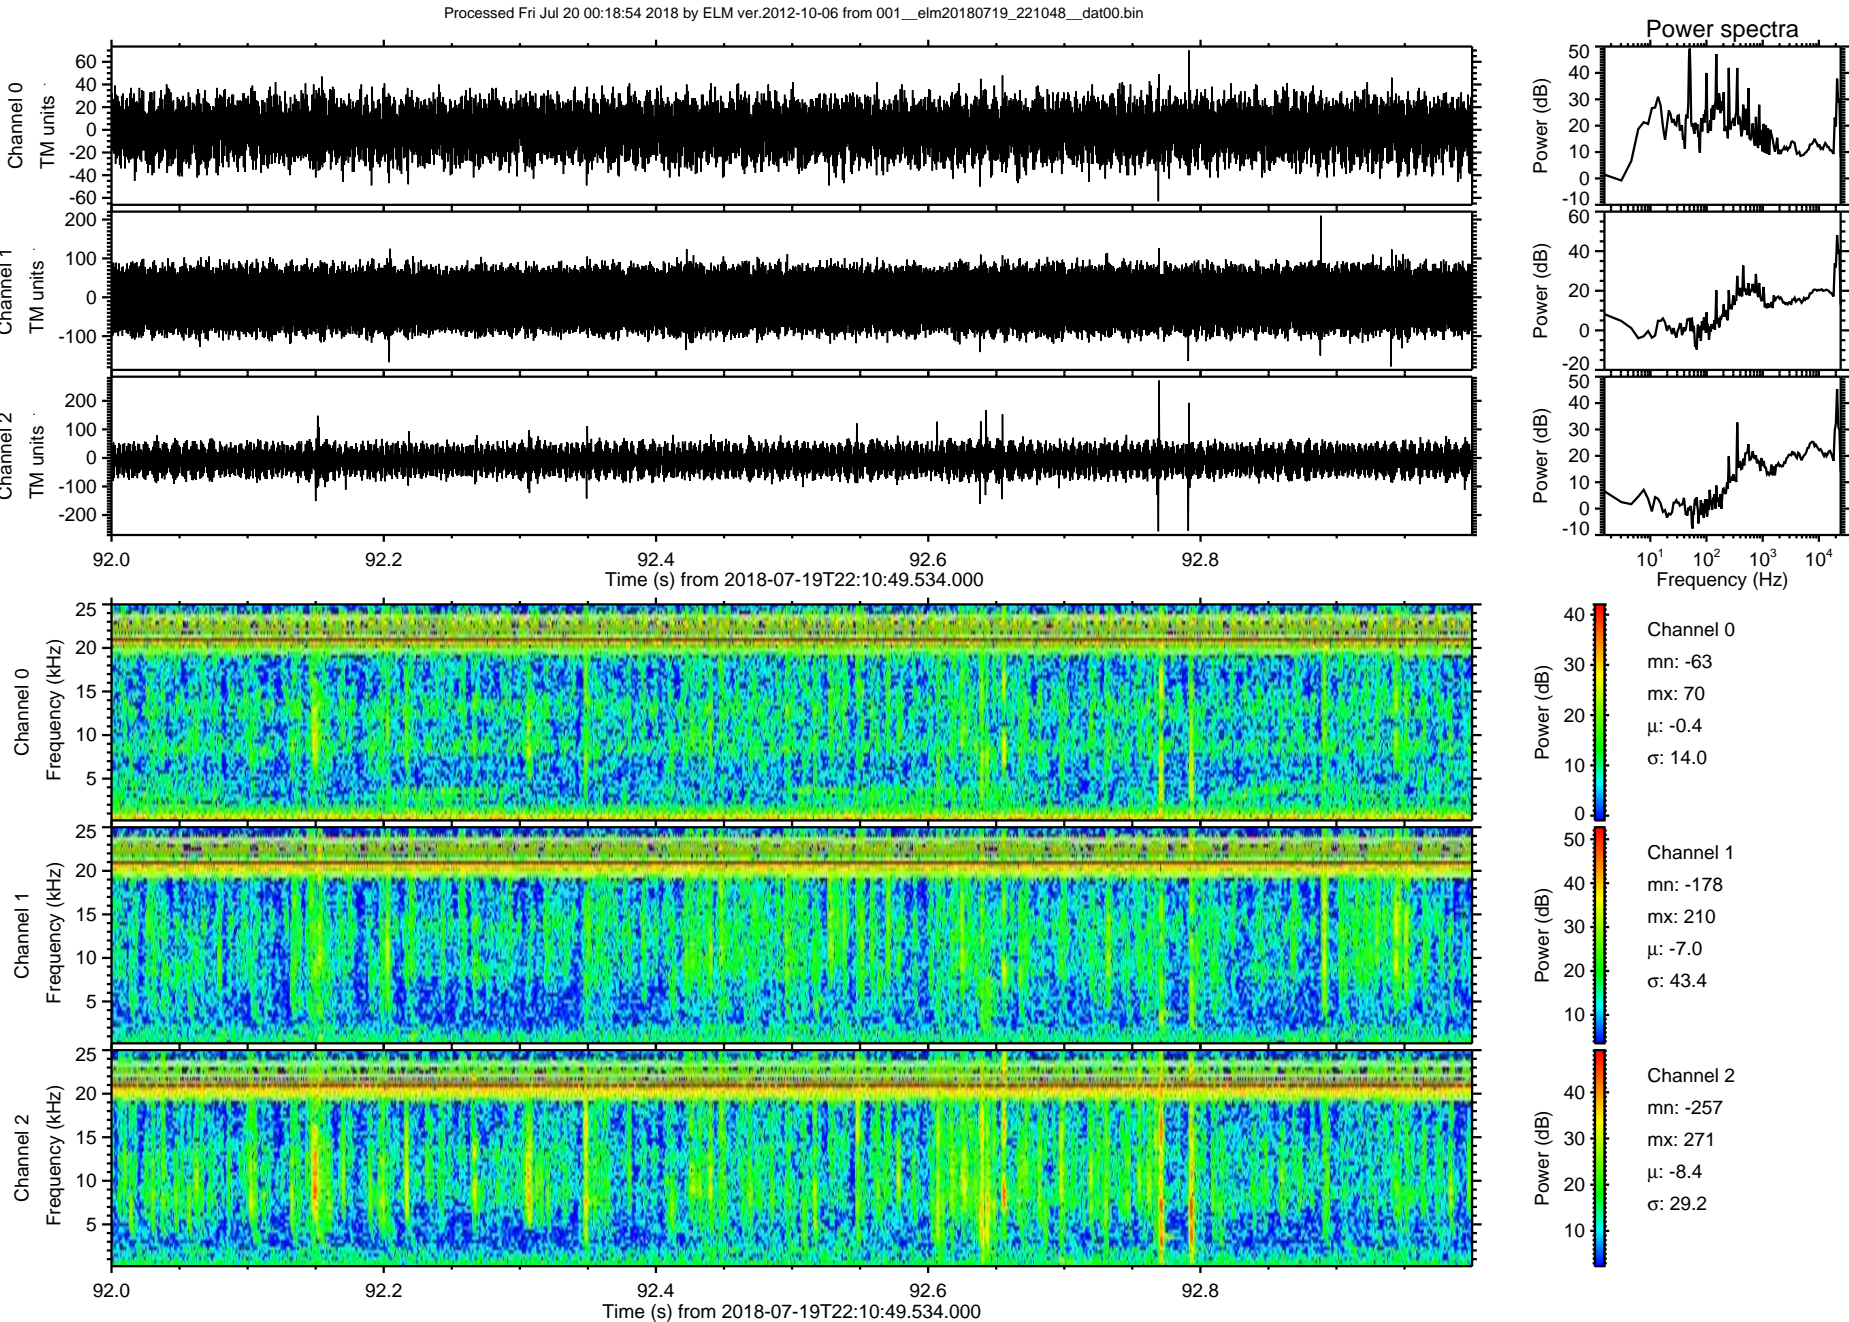 Processed Fri Jul 20 00:18:54 2018 by ELM ver.2012-10-06 from 001__elm20180719_221048__dat00.bin
Power spectra
Channel 0
TM units
60
40
20
0
-20
-40
-60
Power (dB)
50
40
30
20
10
0
-10
Channel 1
TM units
200
100
0
-100
Power (dB)
60
40
20
0
-20
Channel 2
TM units
200
100
0
-100
-200
Power (dB)
50
40
30
20
10
0
-10
92.0 92.2 92.4 92.6 92.8
Time (s) from 2018-07-19T22:10:49.534.000
10¹ 10² 10³ 10⁴
Frequency (Hz)
Channel 0
Frequency (kHz)
25
20
15
10
5
Power (dB)
40
30
20
10
0
Channel 0
mn: -63
mx: 70
μ: -0.4
σ: 14.0
Channel 1
Frequency (kHz)
25
20
15
10
5
Power (dB)
50
40
30
20
10
Channel 1
mn: -178
mx: 210
μ: -7.0
σ: 43.4
Channel 2
Frequency (kHz)
25
20
15
10
5
Power (dB)
40
30
20
10
Channel 2
mn: -257
mx: 271
μ: -8.4
σ: 29.2
92.0 92.2 92.4 92.6 92.8
Time (s) from 2018-07-19T22:10:49.534.000